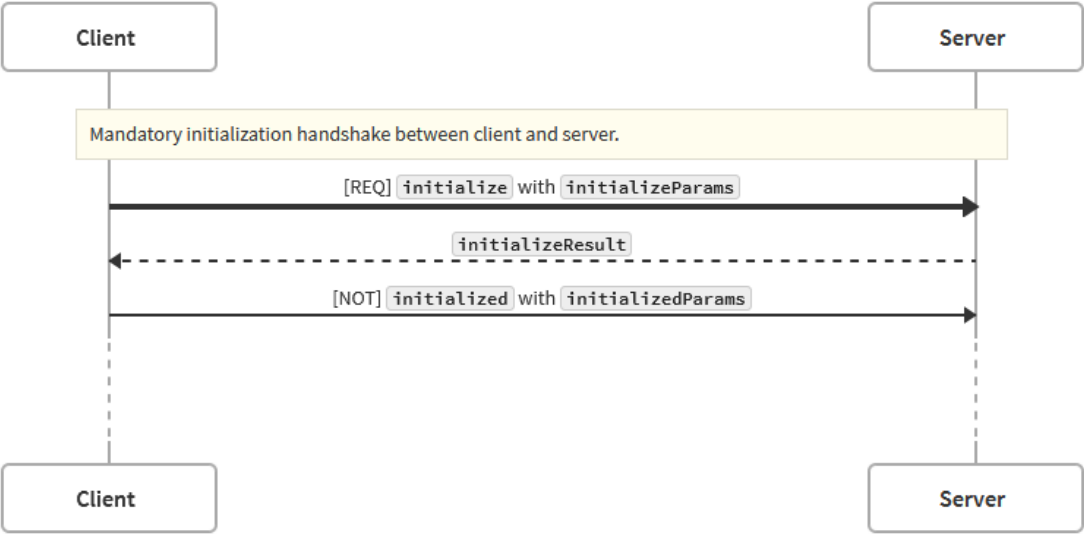 Client Server
Mandatory initialization handshake between client and server.
[REQ] initialize with initializeParams
initializeResult
[NOT] initialized with initializedParams
Client Server